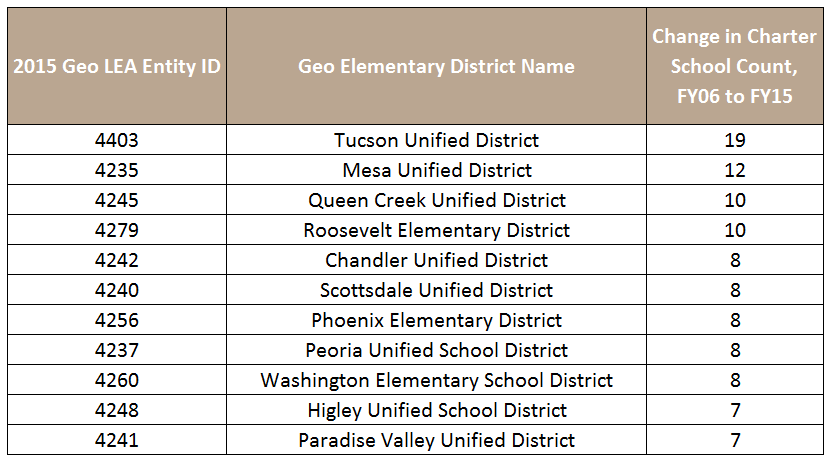 2015 Geo LEA Entity ID Geo Elementary District Name Change in Charter
School Count,
FY06 to FY15
4403 Tucson Unified District 19
4235 Mesa Unified District 12
4245 Queen Creek Unified District 10
4279 Roosevelt Elementary District 10
4242 Chandler Unified District 8
4240 Scottsdale Unified District 8
4256 Phoenix Elementary District 8
4237 Peoria Unified School District 8
4260 Washington Elementary School District 8
4248 Higley Unified School District 7
4241 Paradise Valley Unified District 7